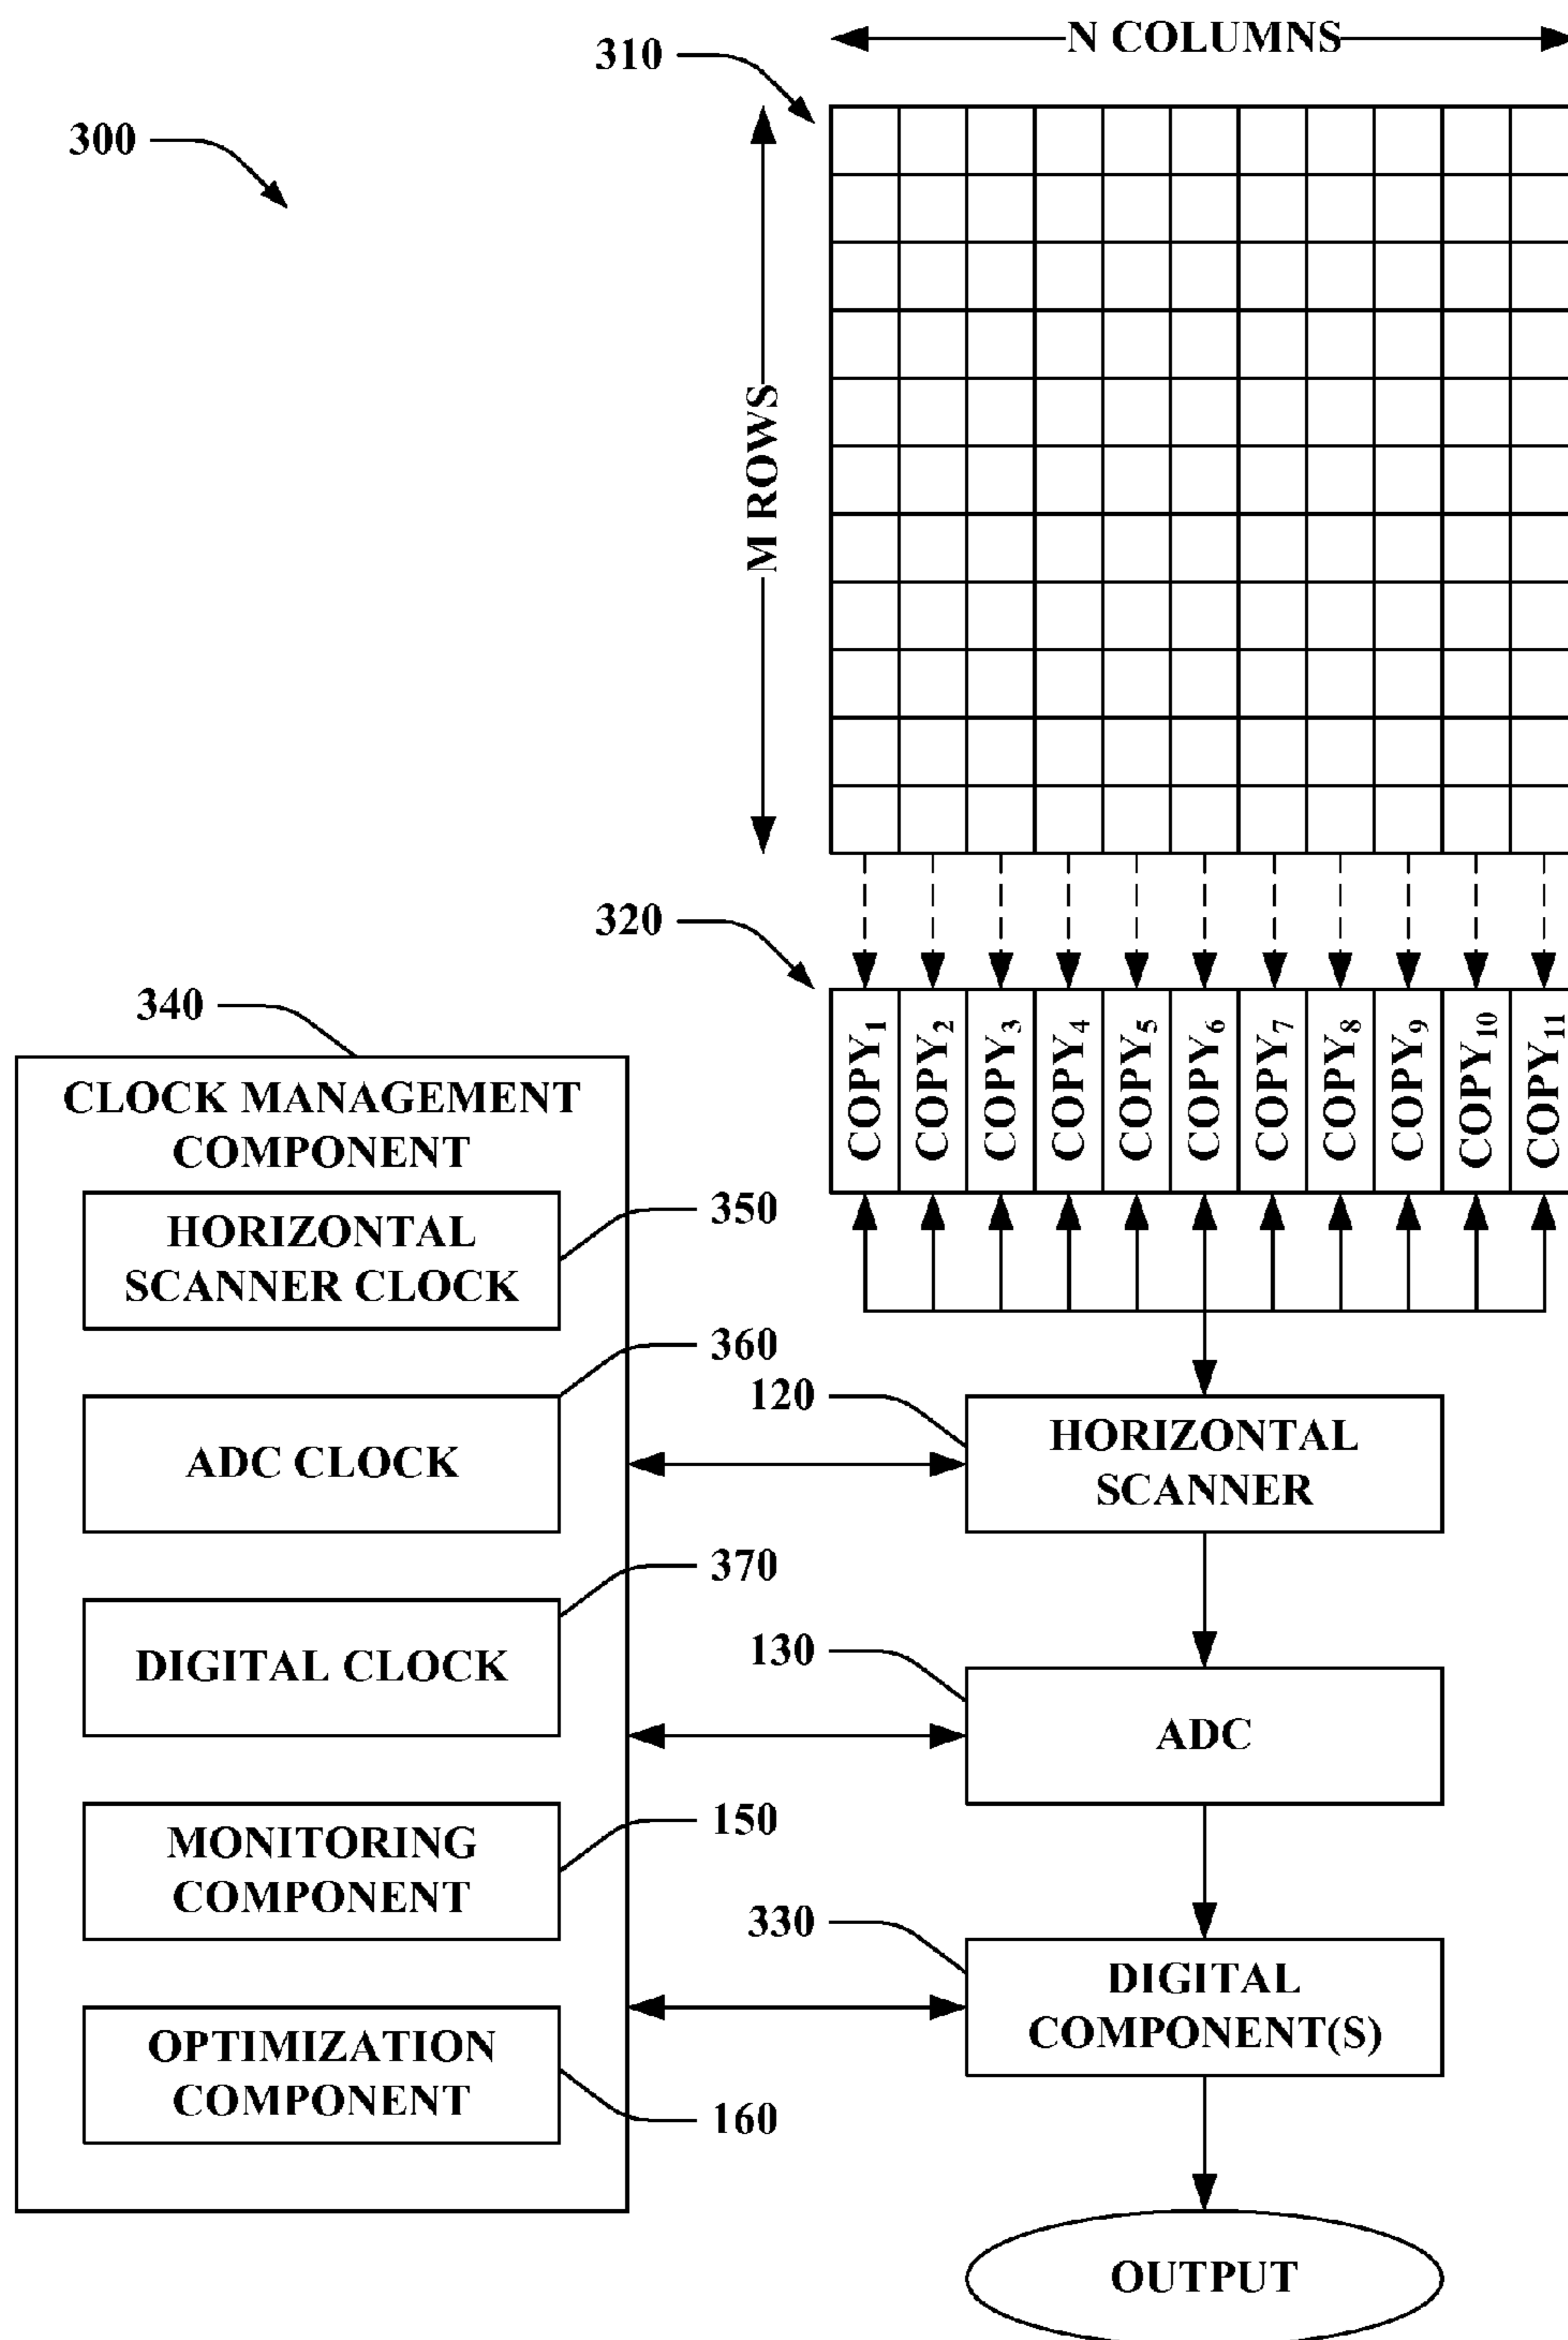 N COLUMNS
310
300
M ROWS
320
COPY₁
COPY₂
COPY₃
COPY₄
COPY₅
COPY₆
COPY₇
COPY₈
COPY₉
COPY₁₀
COPY₁₁
340
CLOCK MANAGEMENT
COMPONENT
HORIZONTAL
SCANNER CLOCK
350
ADC CLOCK
360
DIGITAL CLOCK
370
MONITORING
COMPONENT
150
OPTIMIZATION
COMPONENT
160
120
HORIZONTAL
SCANNER
130
ADC
330
DIGITAL
COMPONENT(S)
OUTPUT